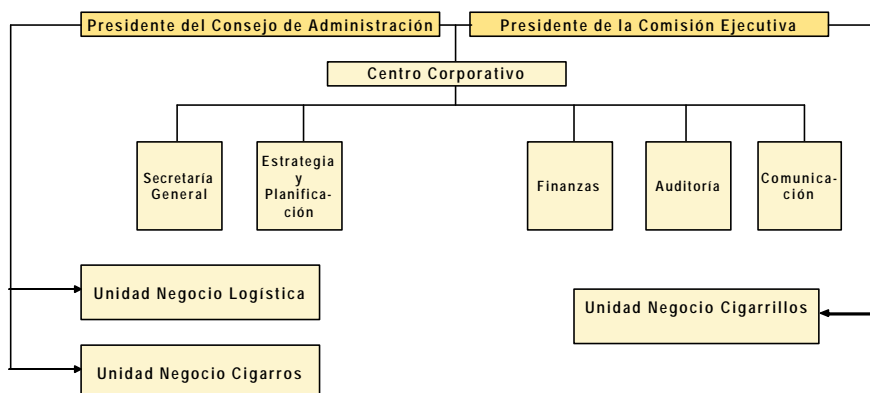 Presidente del Consejo de Administración
Presidente de la Comisión Ejecutiva
Centro Corporativo
Secretaría
General
Estrategia
y
Planifica-
ción
Finanzas
Auditoría
Comunica-
ción
Unidad Negocio Logística
Unidad Negocio Cigarrillos
Unidad Negocio Cigarros